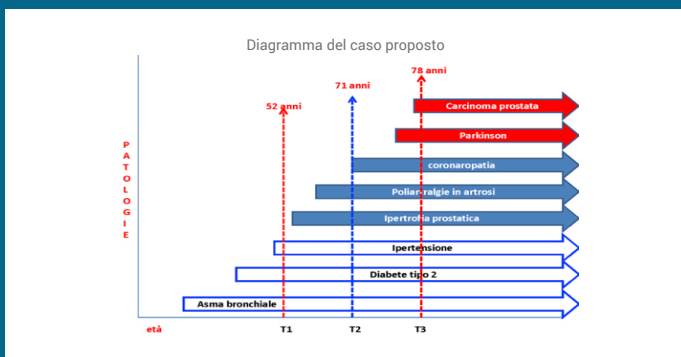 Diagramma del caso proposto
78 anni
71 anni
52 anni
Carcinoma prostata
Parkinson
coronaropatia
Poliartralgie in artrosi
Ipertrofia prostatica
Ipertensione
Diabete tipo 2
Asma bronchiale
PATOLOGIE
età
T1
T2
T3